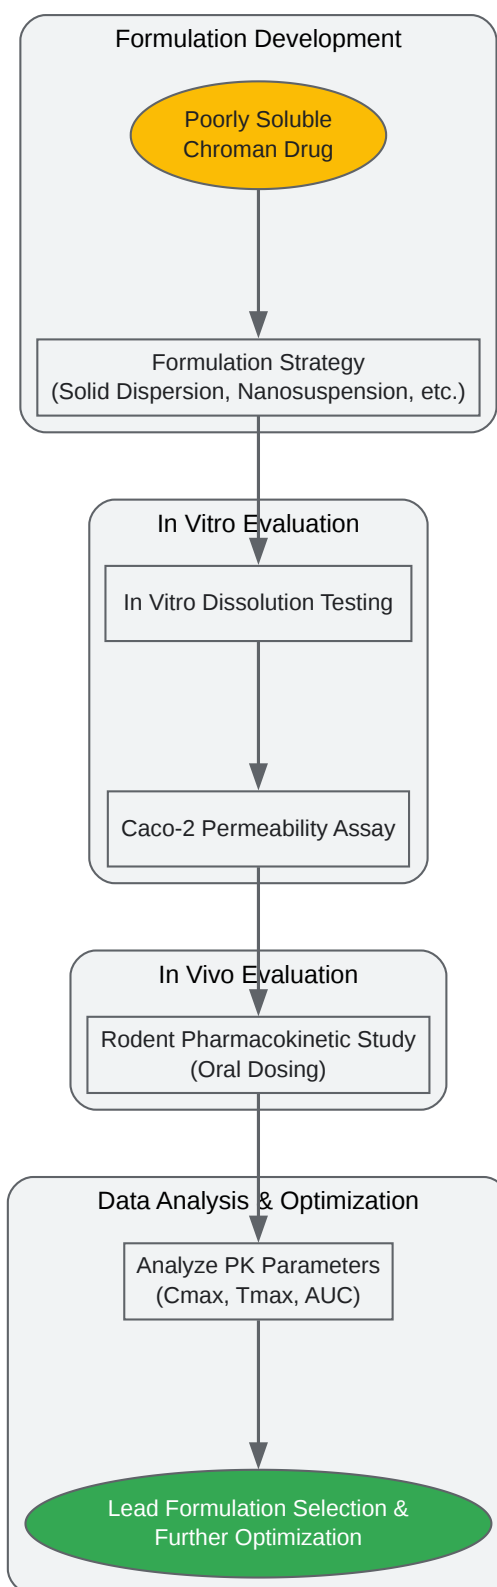 Formulation Development
Poorly Soluble
Chroman Drug
Formulation Strategy
(Solid Dispersion, Nanosuspension, etc.)
In Vitro Evaluation
In Vitro Dissolution Testing
Caco-2 Permeability Assay
In Vivo Evaluation
Rodent Pharmacokinetic Study
(Oral Dosing)
Data Analysis & Optimization
Analyze PK Parameters
(Cmax, Tmax, AUC)
Lead Formulation Selection &
Further Optimization